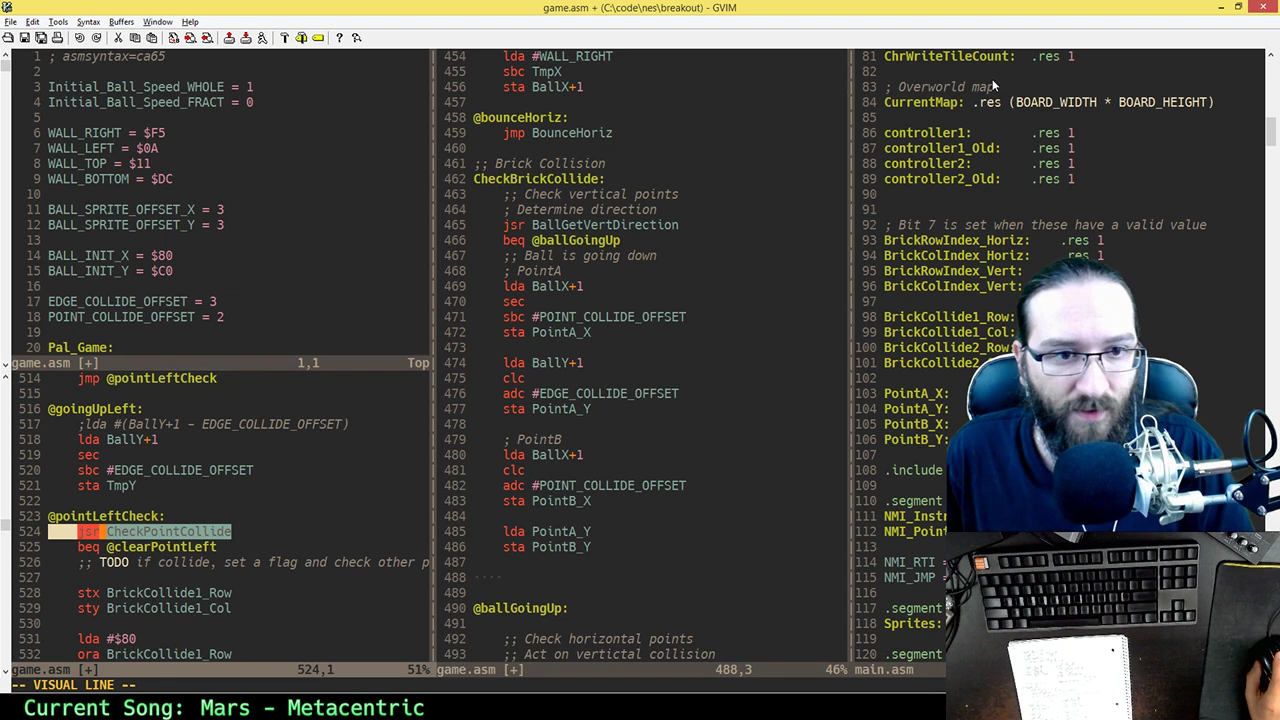 game.asm + (C:\code\nes\breakout) - GVIM
File Edit Tools Syntax Buffers Window Help
1 ; asmsyntax=ca65
2
3 Initial_Ball_Speed_WHOLE = 1
4 Initial_Ball_Speed_FRACT = 0
5
6 WALL_RIGHT = $F5
7 WALL_LEFT = $0A
8 WALL_TOP = $11
9 WALL_BOTTOM = $DC
10
11 BALL_SPRITE_OFFSET_X = 3
12 BALL_SPRITE_OFFSET_Y = 3
13
14 BALL_INIT_X = $80
15 BALL_INIT_Y = $C0
16
17 EDGE_COLLIDE_OFFSET = 3
18 POINT_COLLIDE_OFFSET = 2
19
20 Pal_Game:
game.asm [+] 1,1 Top
514 jmp @pointLeftCheck
515
516 @goingUpLeft:
517 ;lda #(BallY+1 - EDGE_COLLIDE_OFFSET)
518 lda BallY+1
519 sec
520 sbc #EDGE_COLLIDE_OFFSET
521 sta TmpY
522
523 @pointLeftCheck:
524 jsr CheckPointCollide
525 beq @clearPointLeft
526 ;; TODO if collide, set a flag and check other p
527
528 stx BrickCollide1_Row
529 sty BrickCollide1_Col
530
531 lda #$80
532 ora BrickCollide1_Row
game.asm [+] 524,1 51%
454 lda #WALL_RIGHT
455 sbc TmpX
456 sta BallX+1
457
458 @bounceHoriz:
459 jmp BounceHoriz
460
461 ;; Brick Collision
462 CheckBrickCollide:
463 ;; Check vertical points
464 ; Determine direction
465 jsr BallGetVertDirection
466 beq @ballGoingUp
467 ;; Ball is going down
468 ; PointA
469 lda BallX+1
470 sec
471 sbc #POINT_COLLIDE_OFFSET
472 sta PointA_X
473
474 lda BallY+1
475 clc
476 adc #EDGE_COLLIDE_OFFSET
477 sta PointA_Y
478
479 ; PointB
480 lda BallX+1
481 clc
482 adc #POINT_COLLIDE_OFFSET
483 sta PointB_X
484
485 lda PointA_Y
486 sta PointB_Y
487
488 ····
489
490 @ballGoingUp:
491
492 ;; Check horizontal points
493 ;; Act on vertictal collision
game.asm [+] 488,3 46%
81 ChrWriteTileCount: .res 1
82
83 ; Overworld map
84 CurrentMap: .res (BOARD_WIDTH * BOARD_HEIGHT)
85
86 controller1: .res 1
87 controller1_Old: .res 1
88 controller2: .res 1
89 controller2_Old: .res 1
90
91
92 ; Bit 7 is set when these have a valid value
93 BrickRowIndex_Horiz: .res 1
94 BrickColIndex_Horiz: .res 1
95 BrickRowIndex_Vert:
96 BrickColIndex_Vert:
97
98 BrickCollide1_Row:
99 BrickCollide1_Col:
100 BrickCollide2_Row
101 BrickCollide2
102
103 PointA_X:
104 PointA_Y:
105 PointB_X:
106 PointB_Y:
107
108 .include
109
110 .segment
111 NMI_Inst
112 NMI_Poin
113
114 NMI_RTI
115 NMI_JMP
116
117 .segment
118 Sprites:
119
120 .segment
main.asm
-- VISUAL LINE --
Current Song: Mars - Metacentric